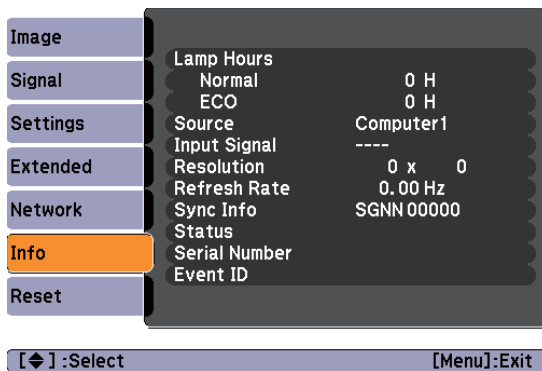 Image
Signal
Settings
Extended
Network
Info
Reset
Lamp Hours
Normal 0 H
ECO 0 H
Source Computer1
Input Signal ----
Resolution 0 x 0
Refresh Rate 0.00 Hz
Sync Info SGNN 00000
Status
Serial Number
Event ID
[◆] :Select [Menu]:Exit